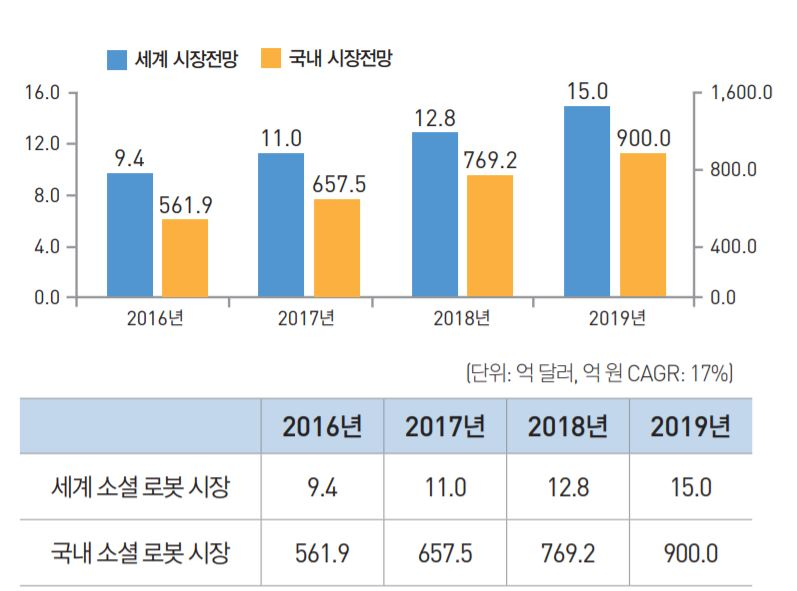 세계 시장전망 국내 시장전망
16.0 15.0 1,600.0
12.8
12.0 11.0 900.0
9.4 769.2 800.0
8.0 561.9 657.5
4.0 400.0
0.0 0.0
2016년 2017년 2018년 2019년
(단위: 억 달러, 억 원 CAGR: 17%)
2016년 2017년 2018년 2019년
세계 소셜 로봇 시장 9.4 11.0 12.8 15.0
국내 소셜 로봇 시장 561.9 657.5 769.2 900.0